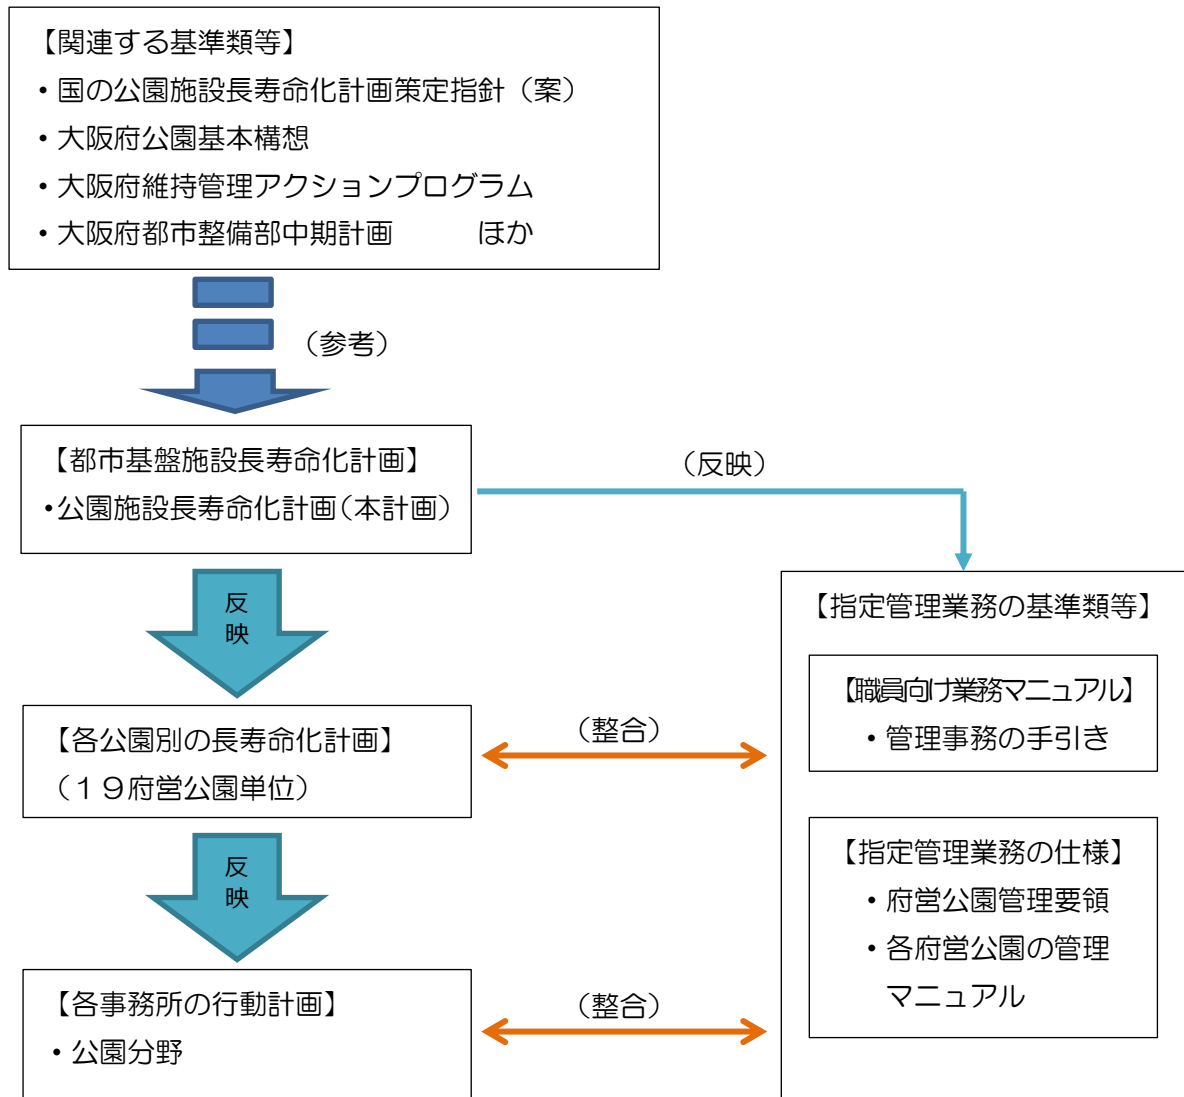 【関連する基準類等】
・国の公園施設長寿命化計画策定指針（案）
・大阪府公園基本構想
・大阪府維持管理アクションプログラム
・大阪府都市整備部中期計画　　　ほか
（参考）
【都市基盤施設長寿命化計画】
・公園施設長寿命化計画（本計画）
（反映）
反
映
【各公園別の長寿命化計画】
（１９府営公園単位）
（整合）
反
映
【各事務所の行動計画】
・公園分野
（整合）
【指定管理業務の基準類等】
【職員向け業務マニュアル】
・管理事務の手引き
【指定管理業務の仕様】
・府営公園管理要領
・各府営公園の管理
マニュアル